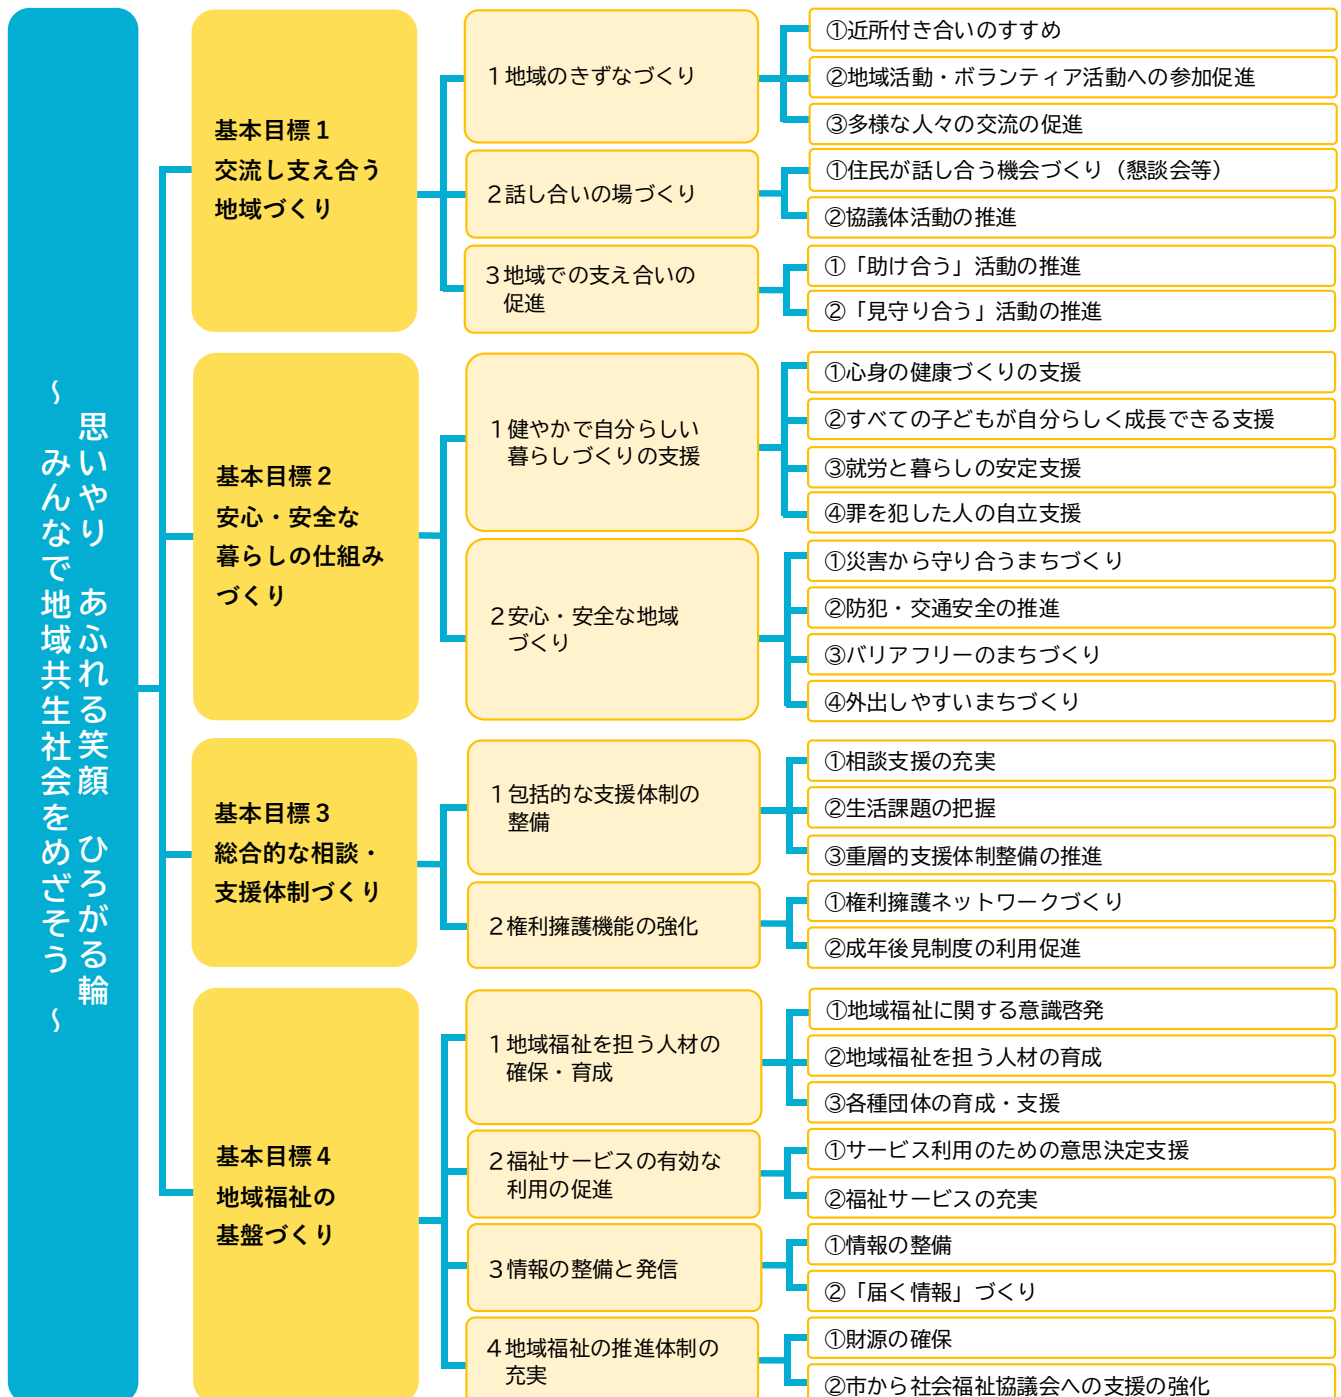 思いやり　あふれる笑顔　ひろがる輪
～　みんなで地域共生社会をめざそう　～
基本目標１
交流し支え合う
地域づくり
１地域のきずなづくり
①近所付き合いのすすめ
②地域活動・ボランティア活動への参加促進
③多様な人々の交流の促進
２話し合いの場づくり
①住民が話し合う機会づくり（懇談会等）
②協議体活動の推進
３地域での支え合いの
促進
①「助け合う」活動の推進
②「見守り合う」活動の推進
基本目標２
安心・安全な
暮らしの仕組み
づくり
１健やかで自分らしい
暮らしづくりの支援
①心身の健康づくりの支援
②すべての子どもが自分らしく成長できる支援
③就労と暮らしの安定支援
④罪を犯した人の自立支援
２安心・安全な地域
づくり
①災害から守り合うまちづくり
②防犯・交通安全の推進
③バリアフリーのまちづくり
④外出しやすいまちづくり
基本目標３
総合的な相談・
支援体制づくり
１包括的な支援体制の
整備
①相談支援の充実
②生活課題の把握
③重層的支援体制整備の推進
２権利擁護機能の強化
①権利擁護ネットワークづくり
②成年後見制度の利用促進
基本目標４
地域福祉の
基盤づくり
１地域福祉を担う人材の
確保・育成
①地域福祉に関する意識啓発
②地域福祉を担う人材の育成
③各種団体の育成・支援
２福祉サービスの有効な
利用の促進
①サービス利用のための意思決定支援
②福祉サービスの充実
３情報の整備と発信
①情報の整備
②「届く情報」づくり
４地域福祉の推進体制の
充実
①財源の確保
②市から社会福祉協議会への支援の強化